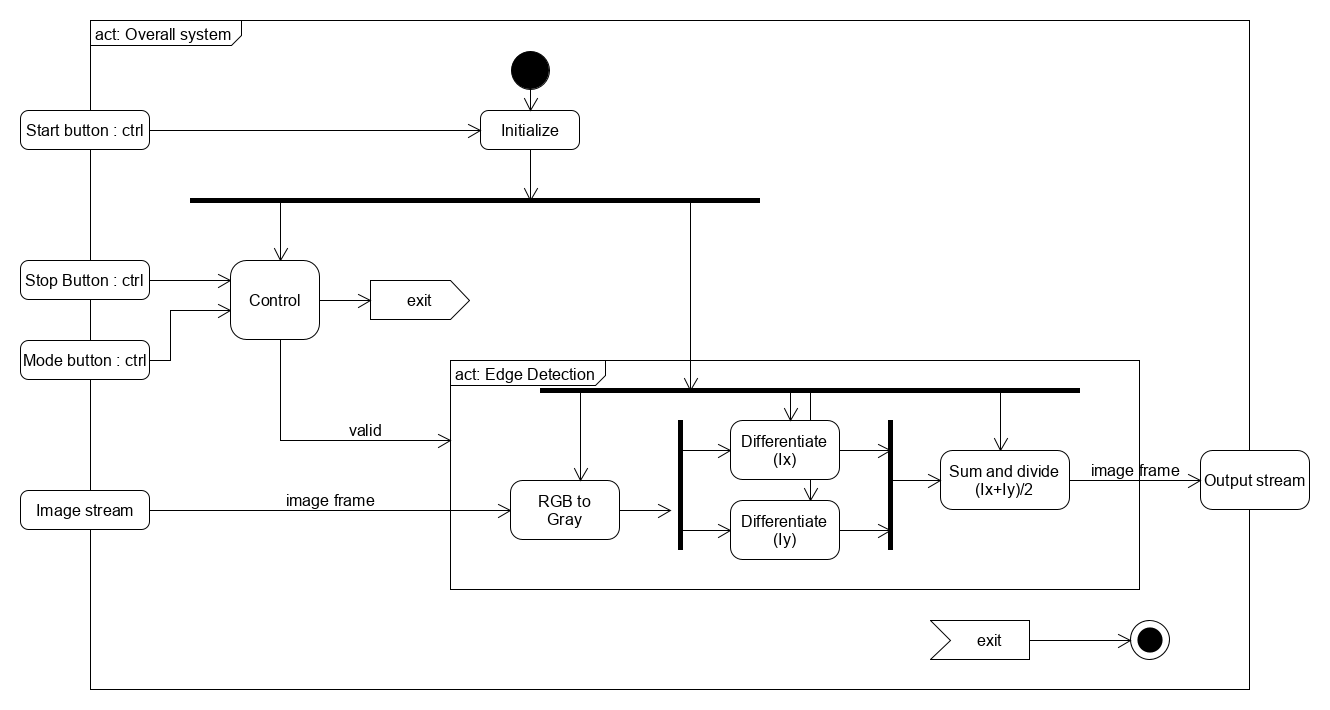 act: Overall system
Start button : ctrl
Initialize
Stop Button : ctrl
Control
exit
Mode button : ctrl
act: Edge Detection
valid
Differentiate
(Ix)
Sum and divide
(Ix+Iy)/2
image frame
Output stream
Image stream
image frame
RGB to
Gray
Differentiate
(Iy)
exit